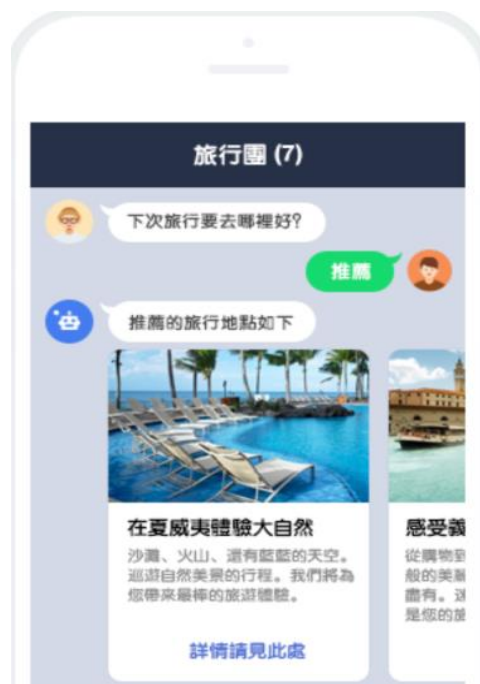 旅行團 (7)
下次旅行要去哪裡好?
推薦
推薦的旅行地點如下
在夏威夷體驗大自然
沙灘、火山、還有藍藍的天空。
巡遊自然美景的行程。我們將為
您帶來最棒的旅遊體驗。
詳情請見此處
感受義
從購物到
般的美麗
盡有。迷
是您的旅